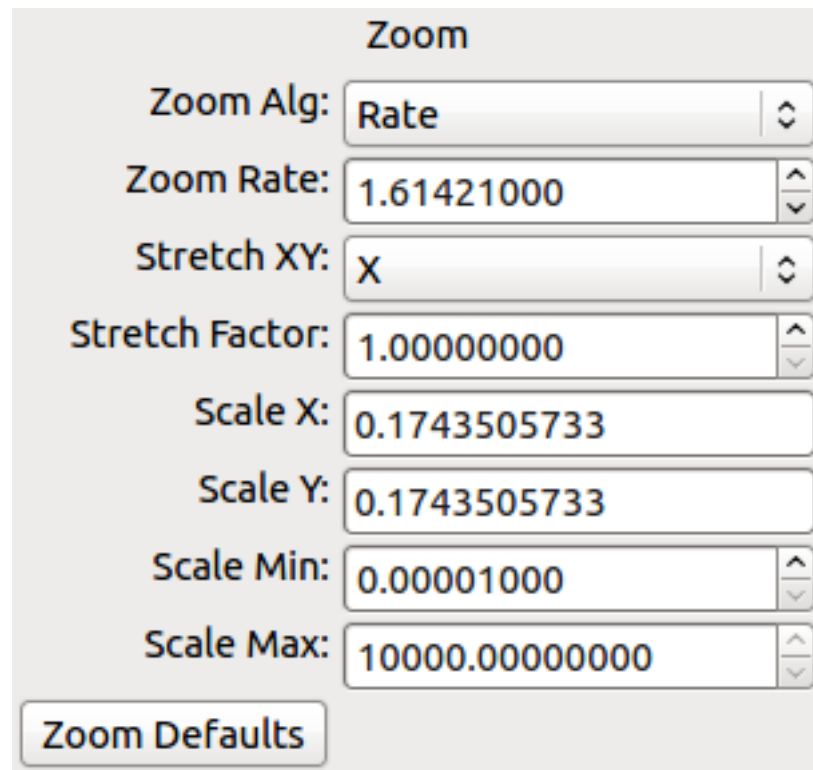 Zoom
Zoom Alg: Rate
Zoom Rate: 1.61421000
Stretch XY: X
Stretch Factor: 1.00000000
Scale X: 0.1743505733
Scale Y: 0.1743505733
Scale Min: 0.00001000
Scale Max: 10000.00000000
Zoom Defaults